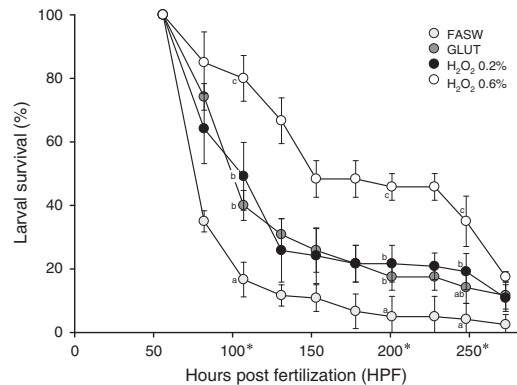 100
80
60
40
20
0
Larval survival (%)
FASW
GLUT
H₂O₂ 0.2%
H₂O₂ 0.6%
c
b
b
a
c
b
b
a
c
b
ab
a
0 50 100* 150 200* 250*
Hours post fertilization (HPF)